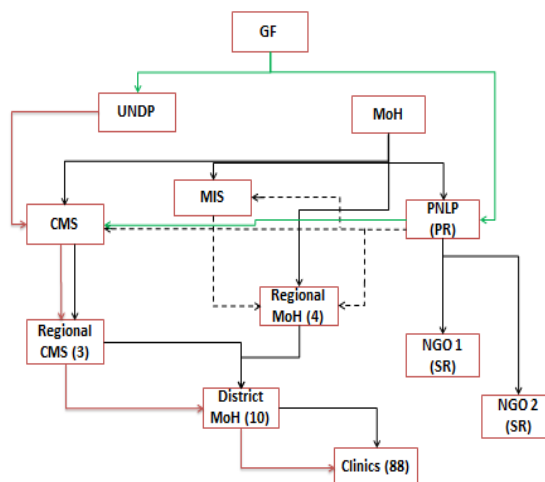 GF
UNDP
MoH
MIS
CMS
PNLP
(PR)
Regional
MoH (4)
Regional
CMS (3)
NGO 1
(SR)
District
MoH (10)
NGO 2
(SR)
Clinics (88)